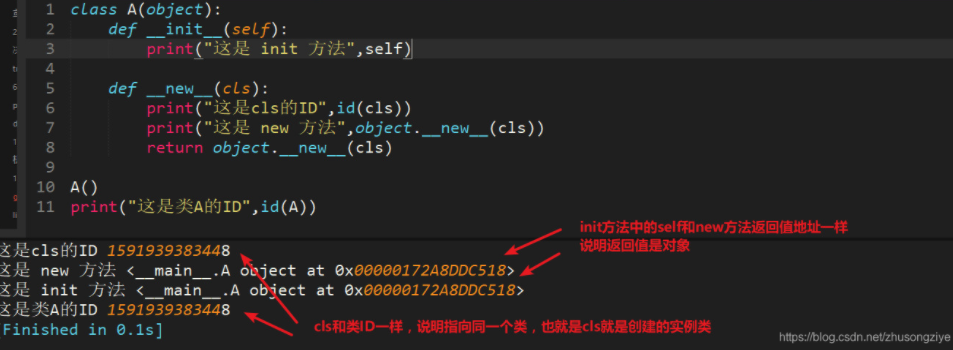 1 class A(object):
2 def __init__(self):
3 print("这是 init 方法",self)
4
5 def __new__(cls):
6 print("这是cls的ID",id(cls))
7 print("这是 new 方法",object.__new__(cls))
8 return object.__new__(cls)
9
10 A()
11 print("这是类A的ID",id(A))
init方法中的self和new方法返回值地址一样
说明返回值是对象
这是cls的ID 1591939383448
这是 new 方法 <__main__.A object at 0x00000172A8DDC518>
这是 init 方法 <__main__.A object at 0x00000172A8DDC518>
这是类A的ID 1591939383448
[Finished in 0.1s]
cls和类ID一样，说明指向同一个类，也就是cls就是创建的实例类
https://blog.csdn.net/zhusongziye